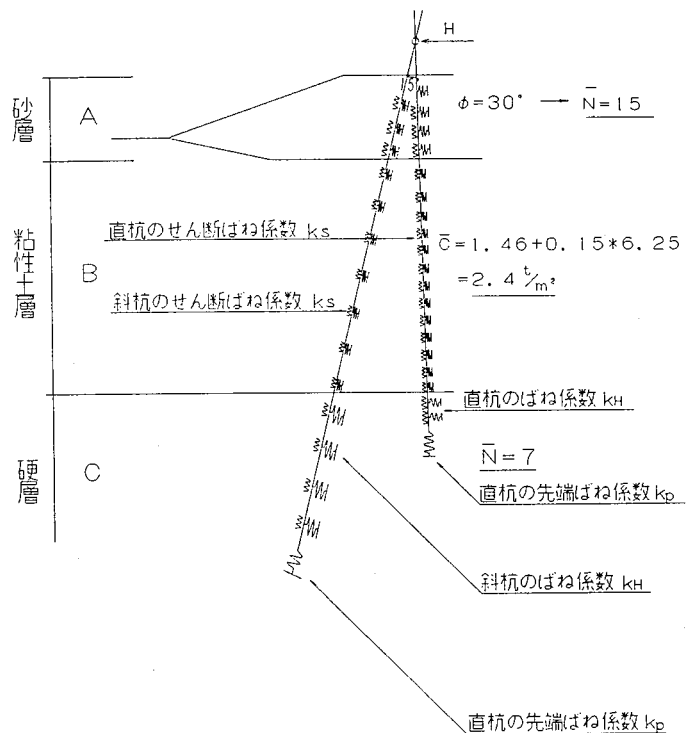 H
砂層
A
15°
φ=30° → N̄=15
粘性土層
B
直杭のせん断ばね係数 ks
C̄=1.46+0.15*6.25
=2.4 t/m²
斜杭のせん断ばね係数 ks
直杭のばね係数 kH
硬層
C
N̄=7
直杭の先端ばね係数 kp
斜杭のばね係数 kH
直杭の先端ばね係数 kp